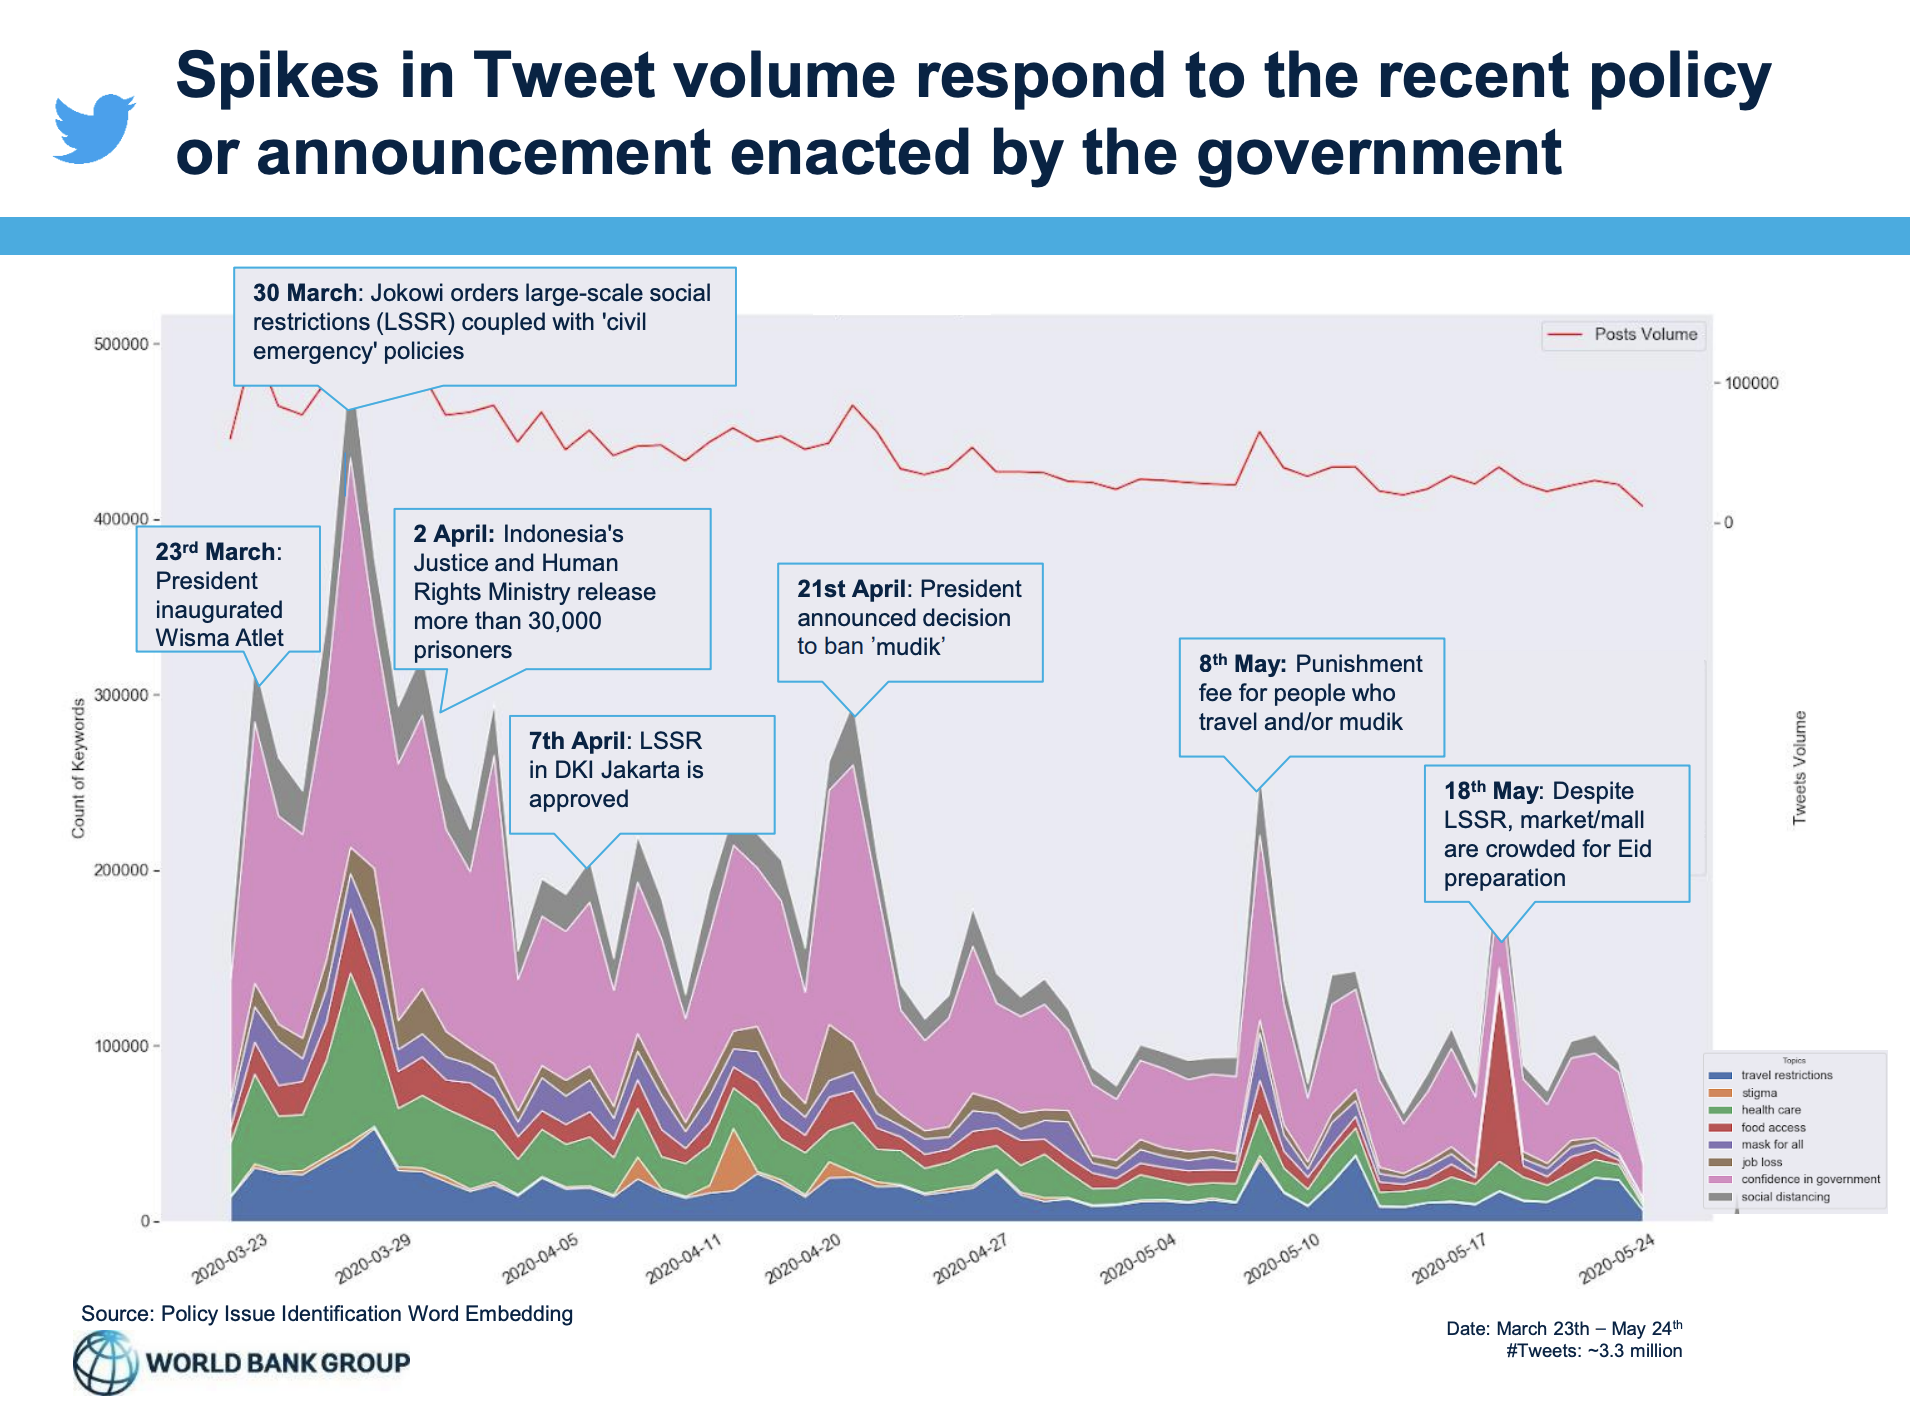 Spikes in Tweet volume respond to the recent policy
or announcement enacted by the government
30 March: Jokowi orders large-scale social
restrictions (LSSR) coupled with 'civil
emergency' policies
Posts Volume
500000
400000
300000
200000
100000
0
Count of Keywords
100000
0
Tweets Volume
23rd March:
President
inaugurated
Wisma Atlet
2 April: Indonesia's
Justice and Human
Rights Ministry release
more than 30,000
prisoners
7th April: LSSR
in DKI Jakarta is
approved
21st April: President
announced decision
to ban ’mudik’
8th May: Punishment
fee for people who
travel and/or mudik
18th May: Despite
LSSR, market/mall
are crowded for Eid
preparation
Topics
travel restrictions
stigma
health care
food access
mask for all
job loss
confidence in government
social distancing
2020-03-23
2020-03-29
2020-04-05
2020-04-11
2020-04-20
2020-04-27
2020-05-04
2020-05-10
2020-05-17
2020-05-24
Source: Policy Issue Identification Word Embedding
WORLD BANK GROUP
Date: March 23th – May 24th
#Tweets: ~3.3 million